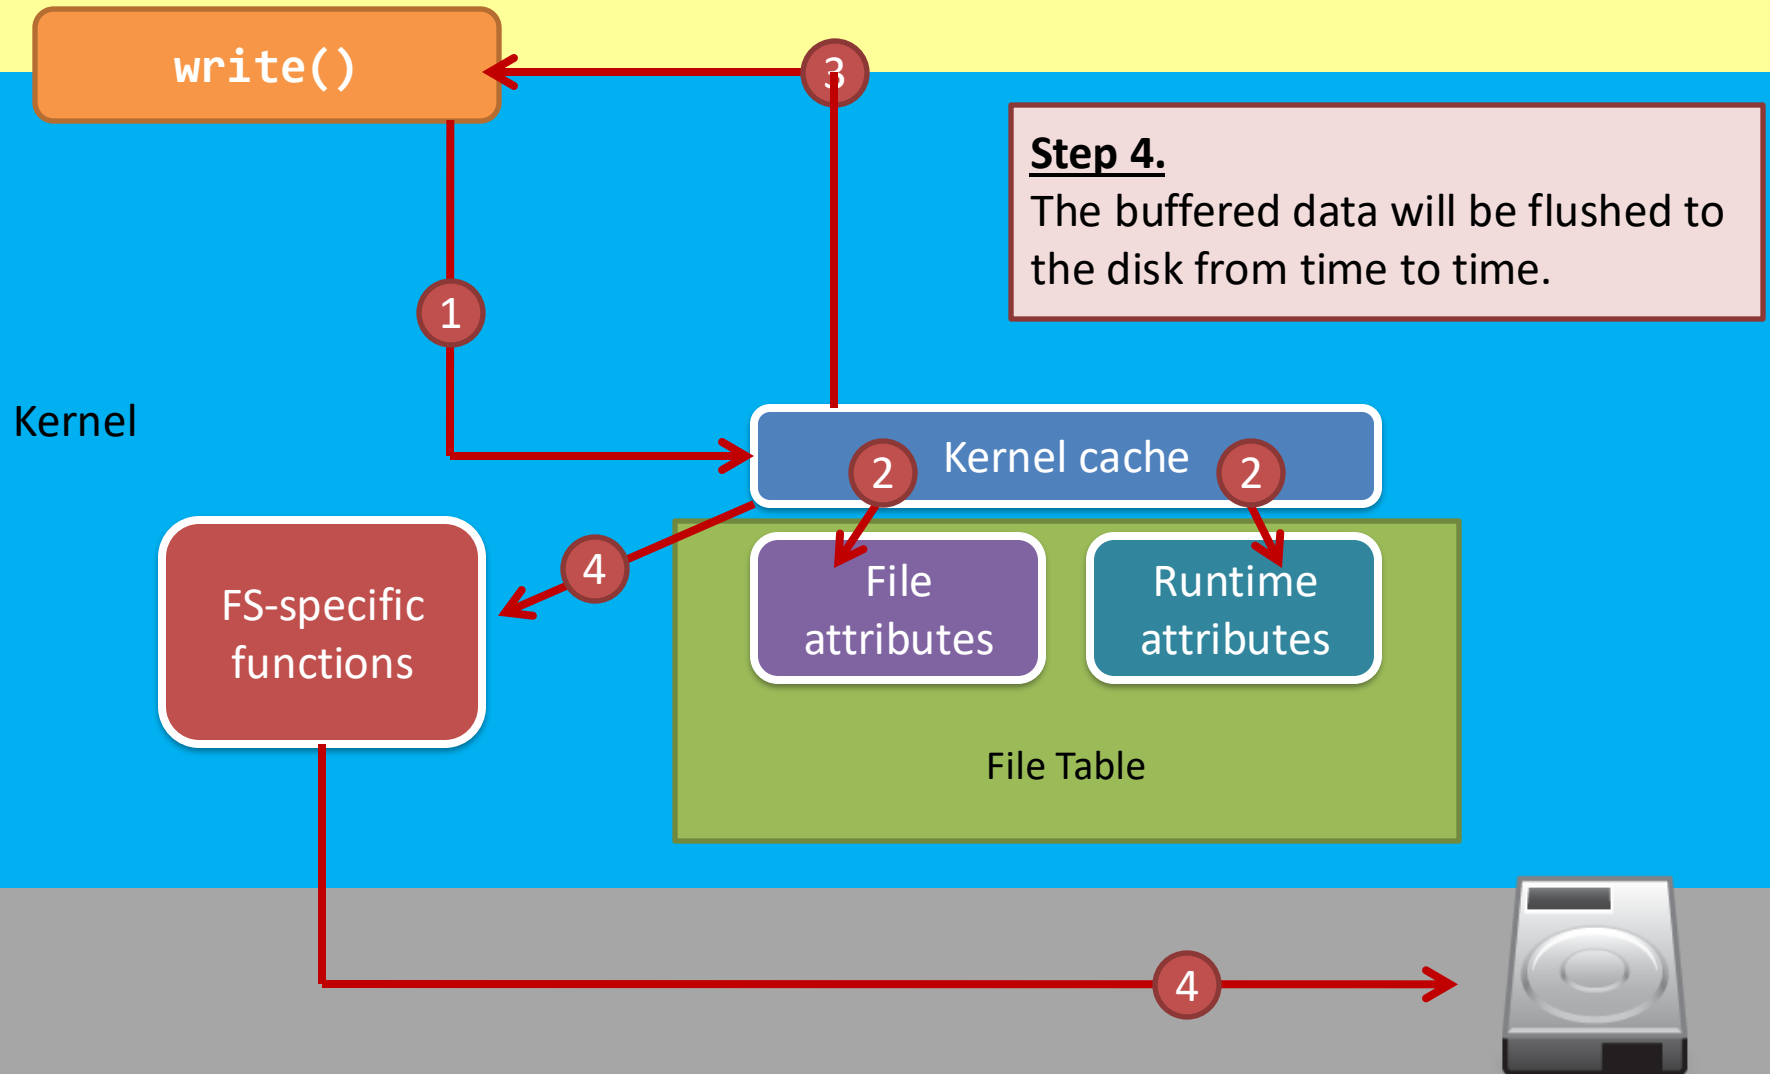 write()
3
Step 4.
The buffered data will be flushed to
the disk from time to time.
1
Kernel
Kernel cache
2
2
4
FS-specific
functions
File
attributes
Runtime
attributes
File Table
4